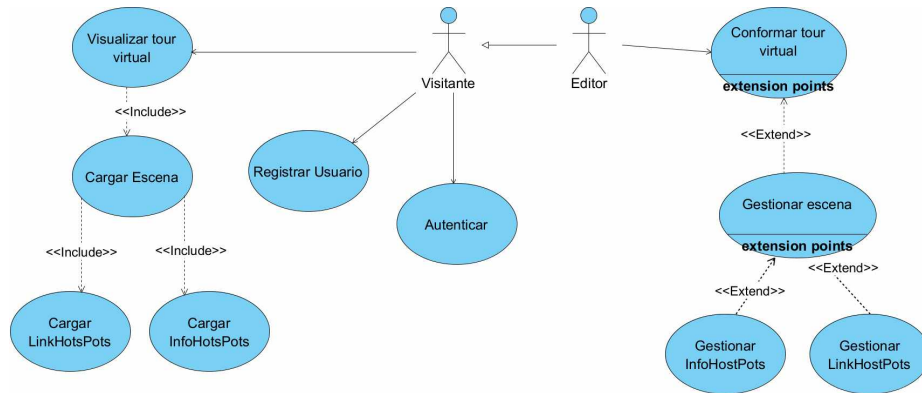 Visualizar tour
virtual
Visitante
Editor
Conformar tour
virtual
extension points
<<Include>>
<<Extend>>
Cargar Escena
Registrar Usuario
Autenticar
Gestionar escena
extension points
<<Include>>
<<Include>>
<<Extend>>
<<Extend>>
Cargar
LinkHotsPots
Cargar
InfoHotsPots
Gestionar
InfoHostPots
Gestionar
LinkHostPots